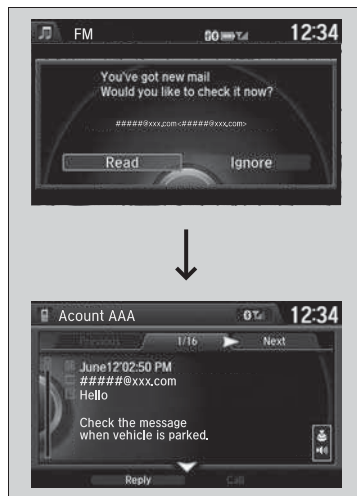 FM
12:34
You've got new mail
Would you like to check it now?
#####@xxx.com<#####@xxx.com>
Read Ignore
Acount AAA
12:34
Previous 1/16 Next
June12'02:50 PM
#####@xxx.com
Hello
Check the message
when vehicle is parked.
Reply Call